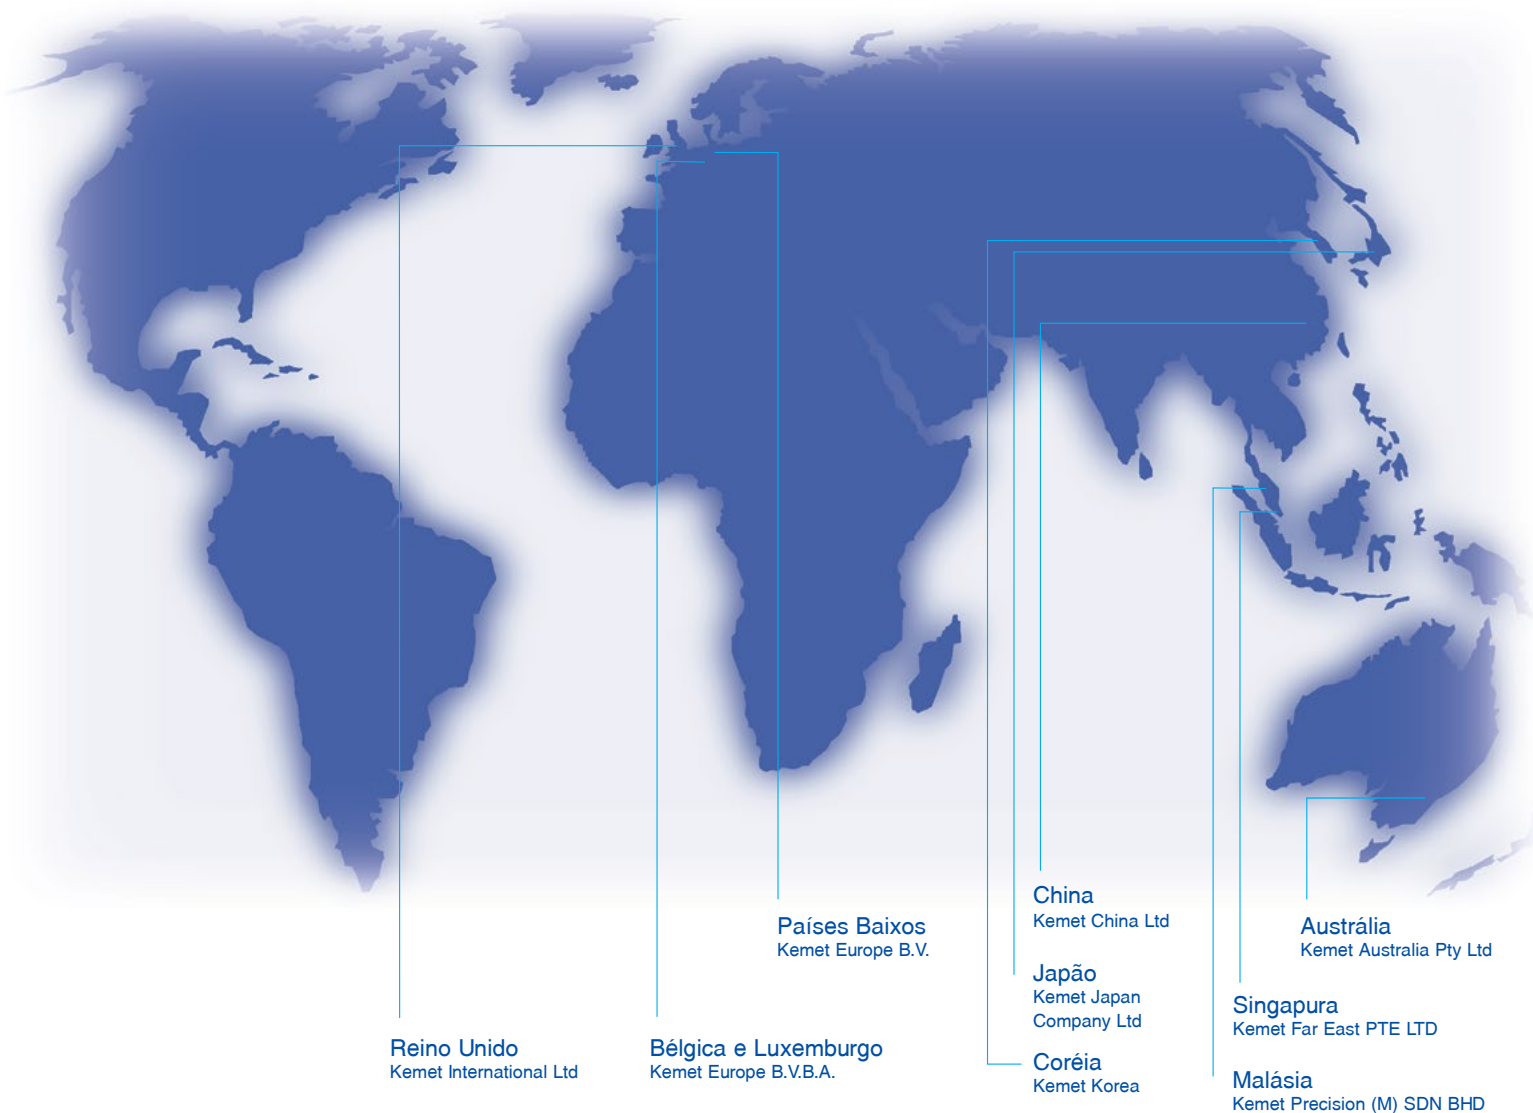 China
Kemet China Ltd
Países Baixos
Kemet Europe B.V.
Austrália
Kemet Australia Pty Ltd
Japão
Kemet Japan
Company Ltd
Singapura
Kemet Far East PTE LTD
Reino Unido
Kemet International Ltd
Bélgica e Luxemburgo
Kemet Europe B.V.B.A.
Coréia
Kemet Korea
Malásia
Kemet Precision (M) SDN BHD